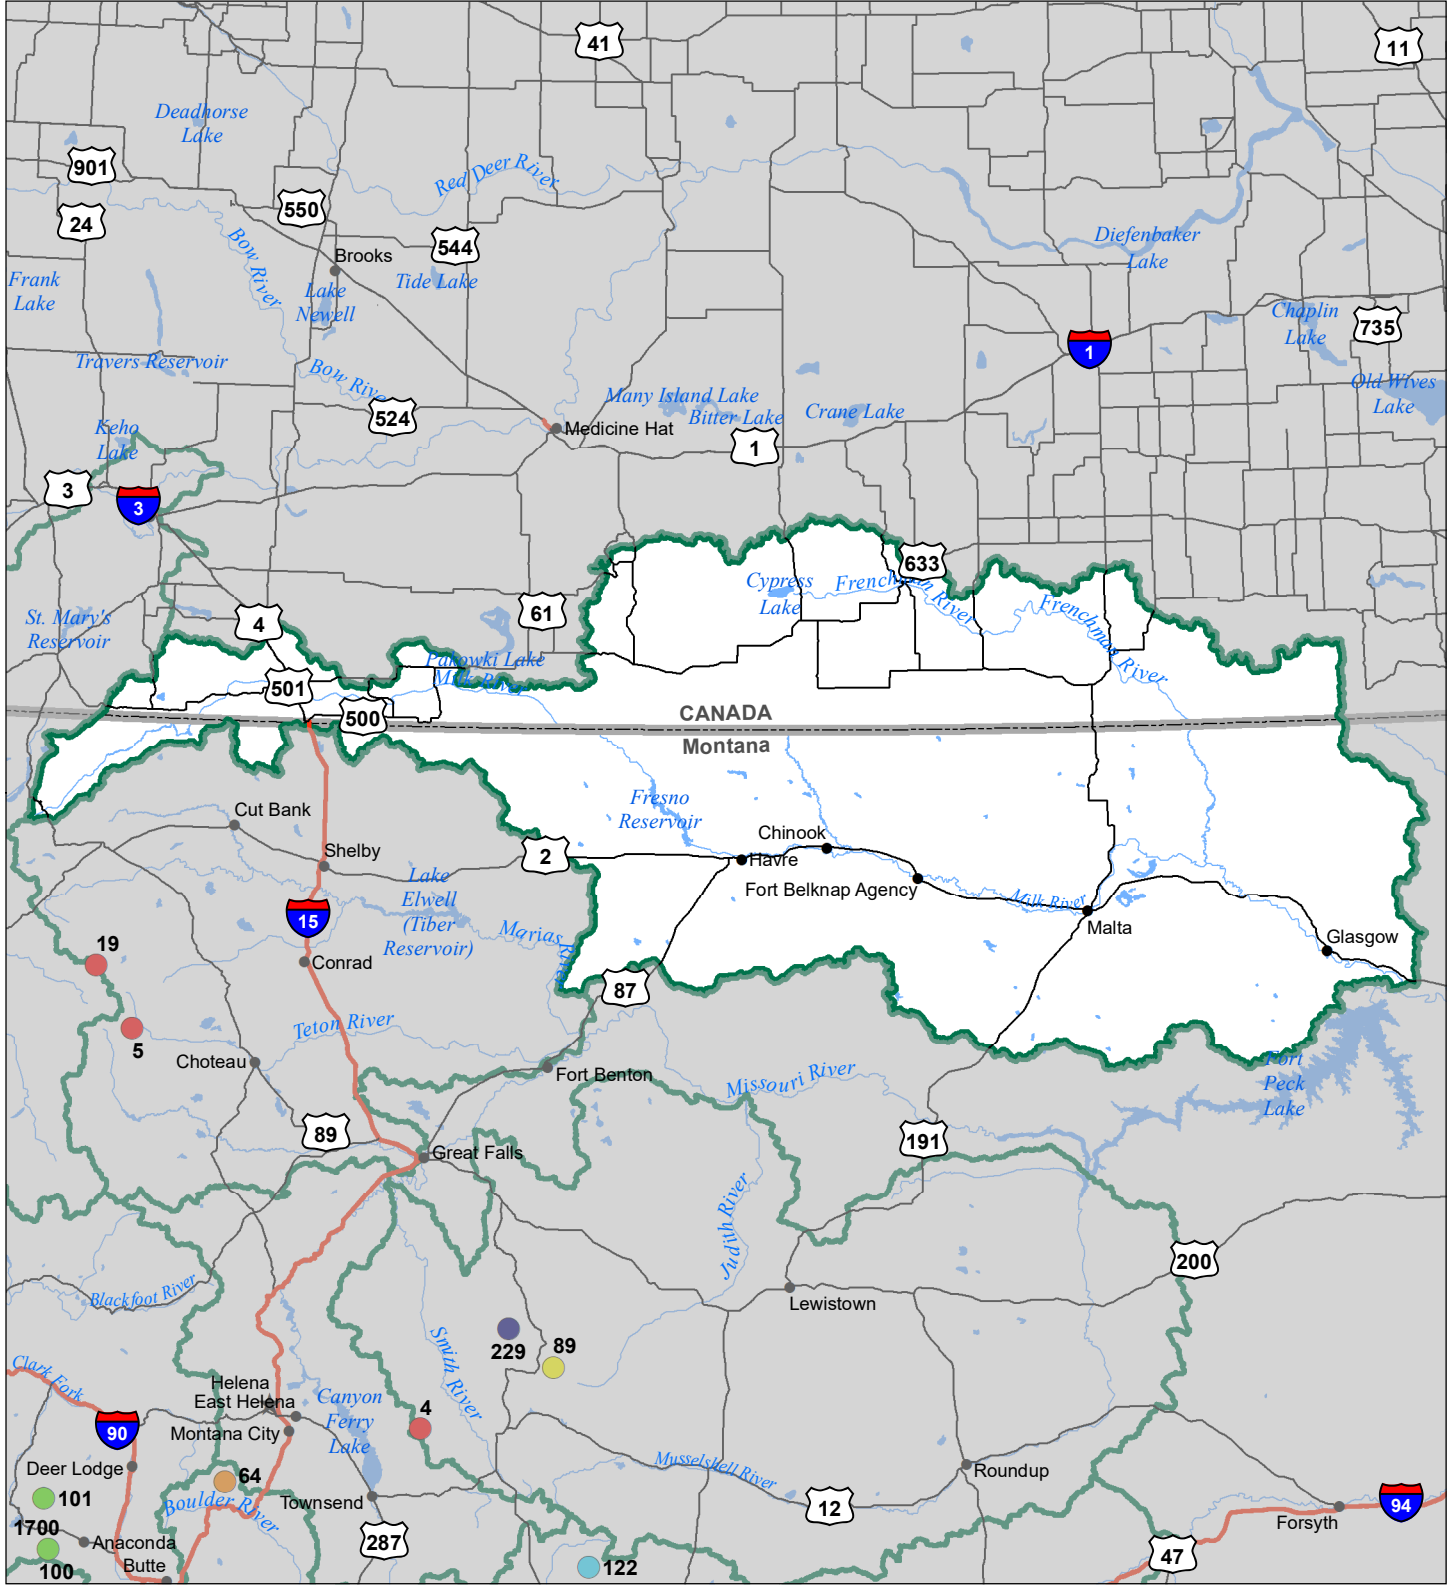 41
11
Deadhorse
Lake
901
Red Deer River
550
24
544
Bow River
Brooks
Diefenbaker
Lake
Tide Lake
Frank
Lake
Lake
Newell
Chaplin
Lake
735
1
Travers Reservoir
Bow River
Old Wives
Lake
Many Island Lake
Bitter Lake
Crane Lake
524
Keho
Lake
Medicine Hat
1
3
3
633
Cypress
Lake
Frenchman River
Frenchman River
61
St. Mary's
Reservoir
4
Pakowki Lake
Milk River
501
500
CANADA
Montana
Fresno
Reservoir
Cut Bank
Chinook
2
Shelby
Havre
Lake
Elwell
(Tiber
Reservoir)
Fort Belknap Agency
Milk River
15
Malta
Marias River
Glasgow
19
Conrad
87
Teton River
5
Choteau
Fort Benton
Missouri River
Fort
Peck
Lake
89
191
Great Falls
Judith River
200
Blackfoot River
Lewistown
Smith River
229
89
Clark Fork
Helena
East Helena
Canyon
Ferry
Lake
4
90
Montana City
Deer Lodge
64
Musselshell River
Roundup
101
Boulder River
Townsend
12
94
Forsyth
1700
Anaconda
287
47
100
Butte
122